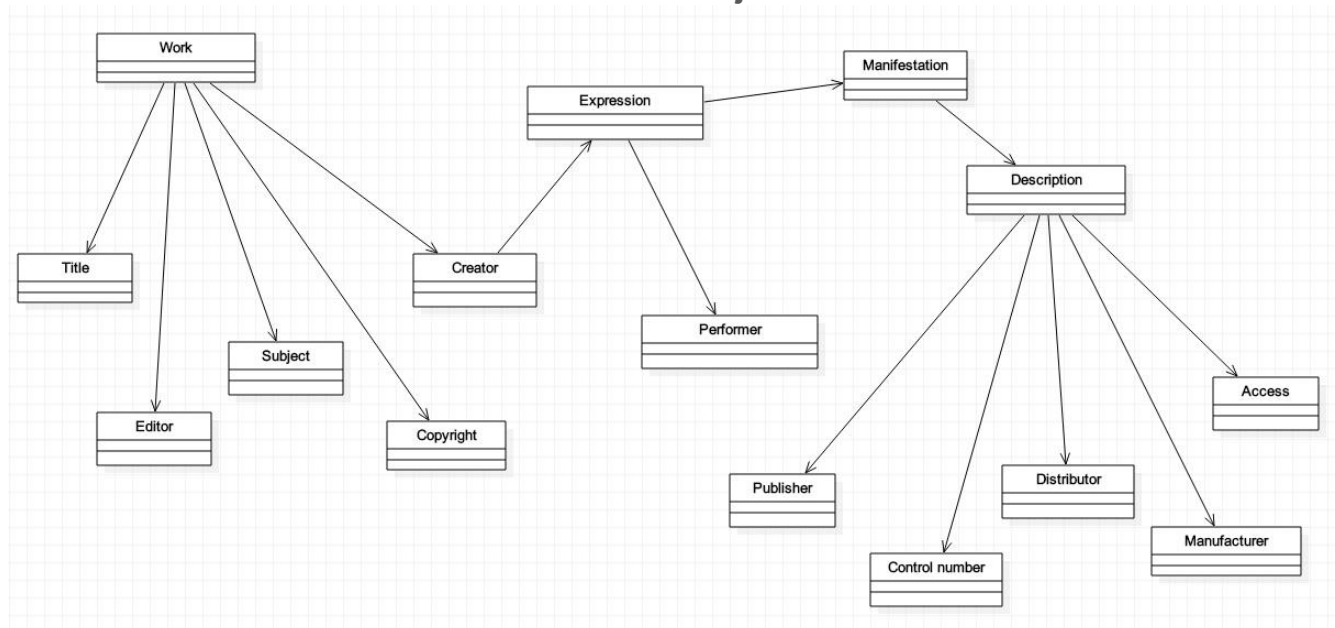 Work
Manifestation
Expression
Description
Title
Creator
Performer
Subject
Access
Editor
Copyright
Publisher
Distributor
Manufacturer
Control number